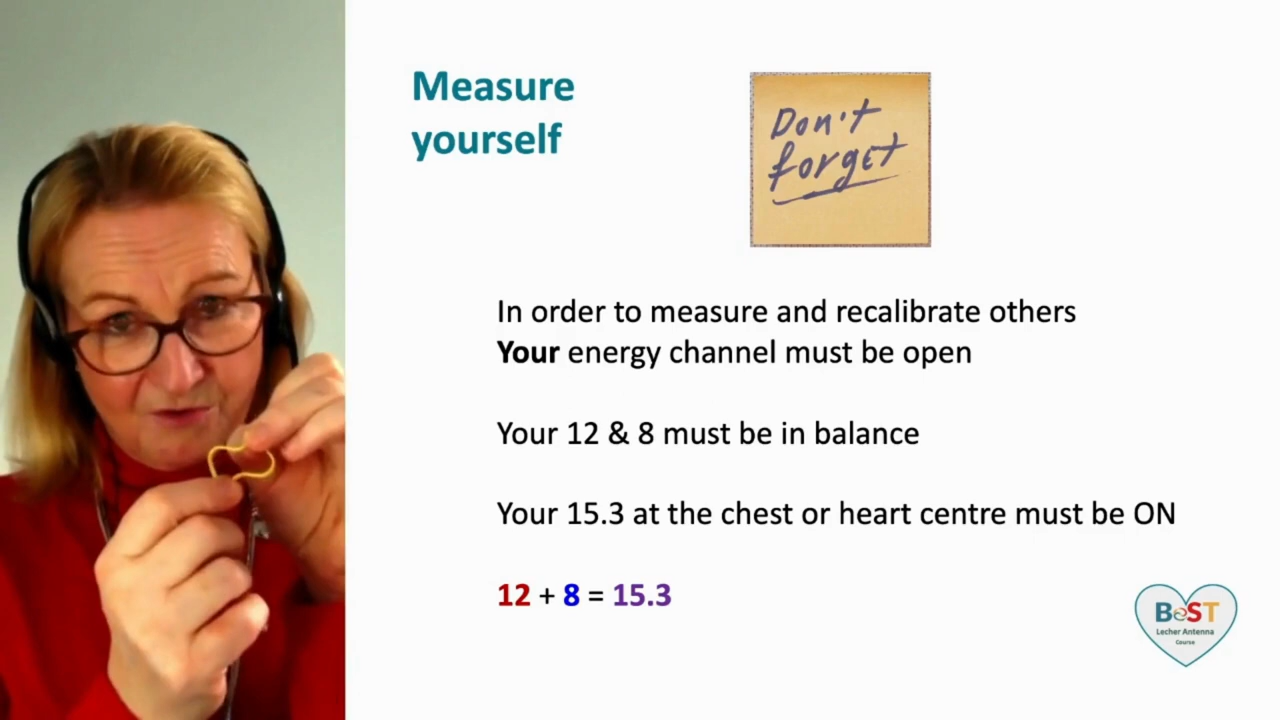 Measure
yourself
Don't
forget
In order to measure and recalibrate others
Your energy channel must be open
Your 12 & 8 must be in balance
Your 15.3 at the chest or heart centre must be ON
12 + 8 = 15.3
BeST
Lecher Antenna
Course